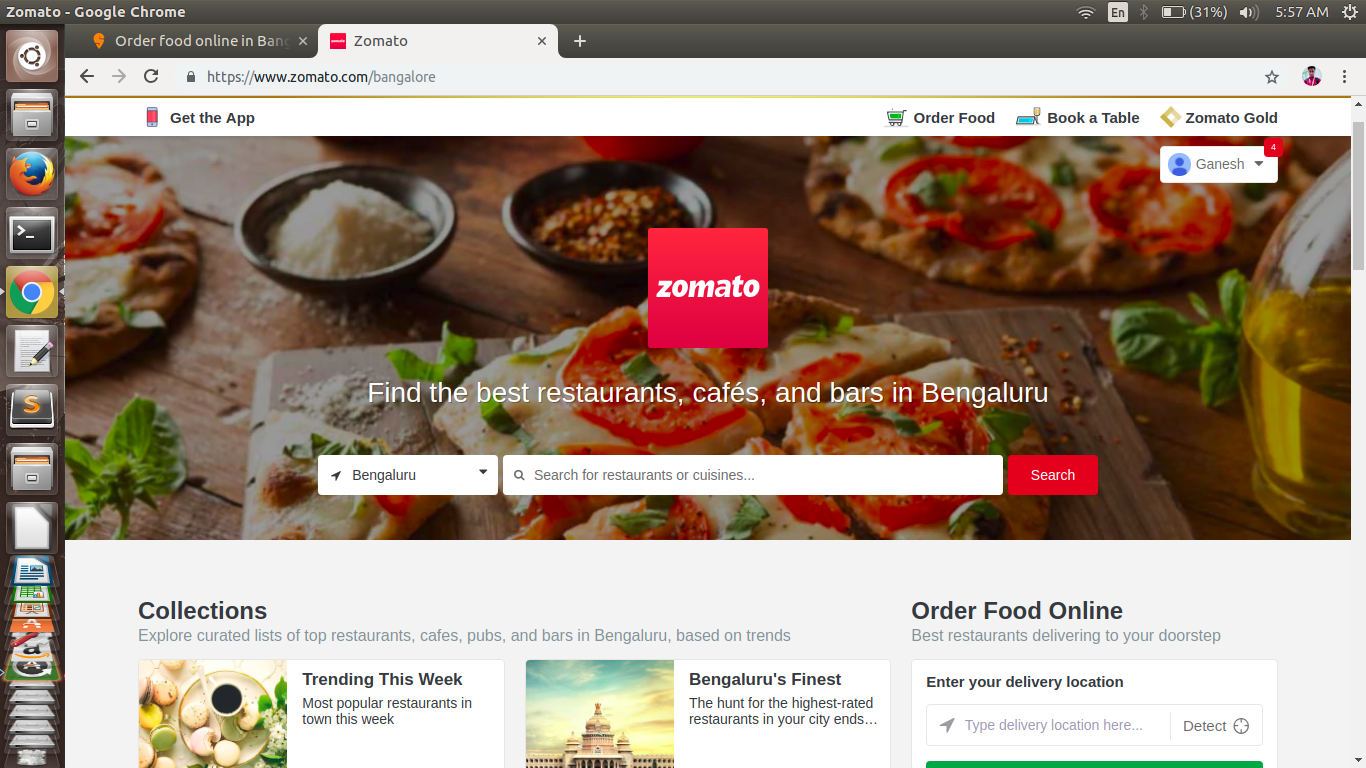 Zomato - Google Chrome
En
(31%)
5:57 AM
Order food online in Bang
Zomato
https://www.zomato.com/bangalore
Get the App
Order Food
Book a Table
Zomato Gold
4
Ganesh
zomato
Find the best restaurants, cafés, and bars in Bengaluru
Bengaluru
Search for restaurants or cuisines...
Search
Collections
Explore curated lists of top restaurants, cafes, pubs, and bars in Bengaluru, based on trends
Trending This Week
Most popular restaurants in
town this week
Bengaluru's Finest
The hunt for the highest-rated
restaurants in your city ends…
Order Food Online
Best restaurants delivering to your doorstep
Enter your delivery location
Type delivery location here...
Detect